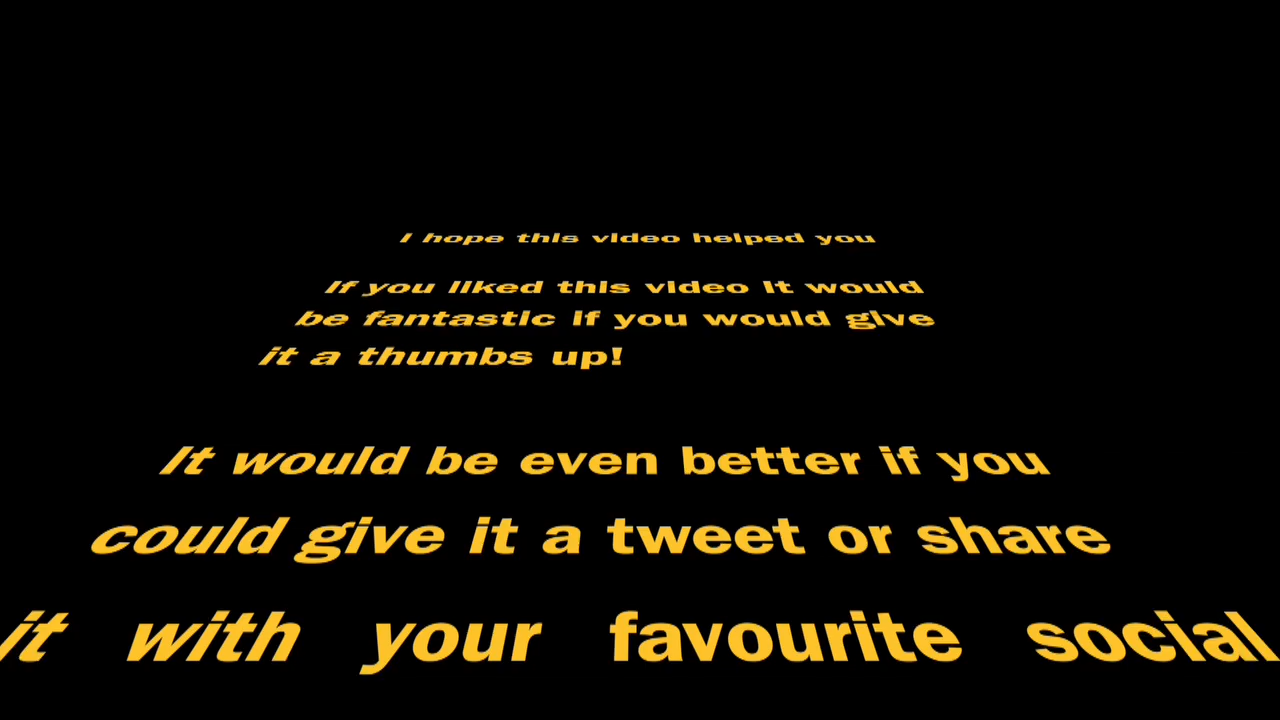 I hope this video helped you
If you liked this video It would
be fantastic if you would give
it a thumbs up!
It would be even better if you
could give it a tweet or share
it with your favourite social